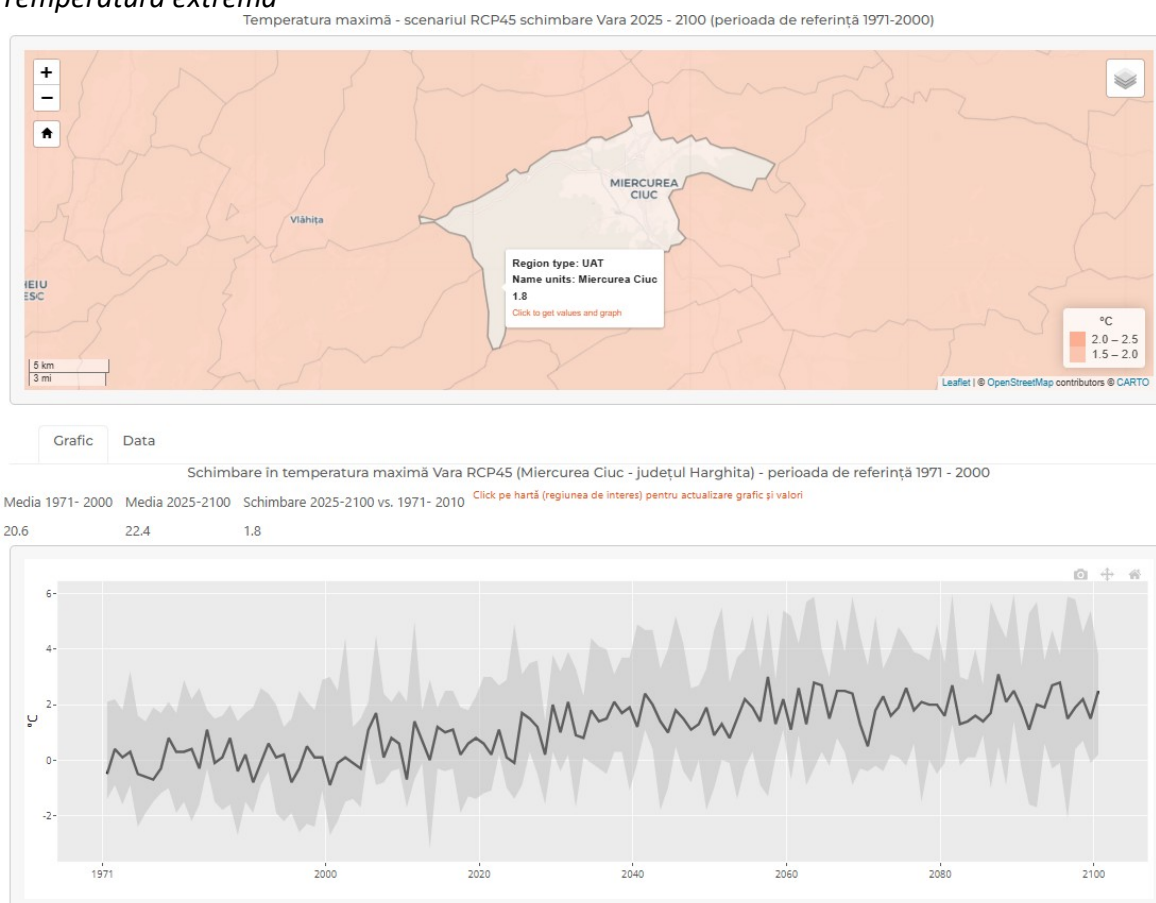 Temperatura extremă
Temperatura maximă - scenariul RCP45 schimbare Vara 2025 - 2100 (perioada de referință 1971-2000)
+
−
MIERCUREA
CIUC
Vlăhița
Region type: UAT
Name units: Miercurea Ciuc
1.8
Click to get values and graph
HEIU
ESC
°C
2.0 – 2.5
1.5 – 2.0
5 km
3 mi
Leaflet | © OpenStreetMap contributors © CARTO
Grafic Data
Schimbare în temperatura maximă Vara RCP45 (Miercurea Ciuc - județul Harghita) - perioada de referință 1971 - 2000
Media 1971- 2000 Media 2025-2100 Schimbare 2025-2100 vs. 1971- 2010 Click pe hartă (regiunea de interes) pentru actualizare grafic și valori
20.6 22.4 1.8
6
4
2
0
-2
°C
1971 2000 2020 2040 2060 2080 2100